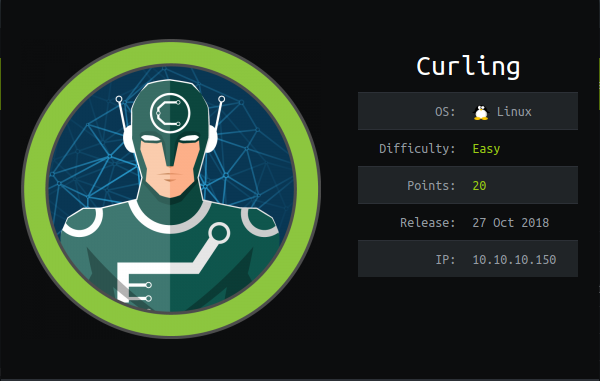 Curling
OS: Linux
Difficulty: Easy
Points: 20
Release: 27 Oct 2018
IP: 10.10.10.150